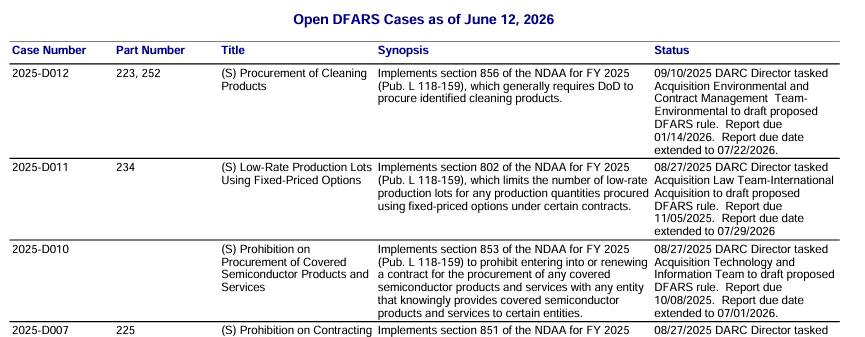 Open DFARS Cases as of June 12, 2026
Case Number Part Number Title Synopsis Status
2025-D012 223, 252 (S) Procurement of Cleaning Implements section 856 of the NDAA for FY 2025 09/10/2025 DARC Director tasked
Products (Pub. L 118-159), which generally requires DoD to Acquisition Environmental and
procure identified cleaning products. Contract Management Team-
Environmental to draft proposed
DFARS rule. Report due
01/14/2026. Report due date
extended to 07/22/2026.
2025-D011 234 (S) Low-Rate Production Lots Implements section 802 of the NDAA for FY 2025 08/27/2025 DARC Director tasked
Using Fixed-Priced Options (Pub. L 118-159), which limits the number of low-rate Acquisition Law Team-International
production lots for any production quantities procured Acquisition to draft proposed
using fixed-priced options under certain contracts. DFARS rule. Report due
11/05/2025. Report due date
extended to 07/29/2026
2025-D010 (S) Prohibition on Implements section 853 of the NDAA for FY 2025 08/27/2025 DARC Director tasked
Procurement of Covered (Pub. L 118-159) to prohibit entering into or renewing Acquisition Technology and
Semiconductor Products and a contract for the procurement of any covered Information Team to draft proposed
Services semiconductor products and services with any entity DFARS rule. Report due
that knowingly provides covered semiconductor 10/08/2025. Report due date
products and services to certain entities. extended to 07/01/2026.
2025-D007 225 (S) Prohibition on Contracting Implements section 851 of the NDAA for FY 2025 08/27/2025 DARC Director tasked